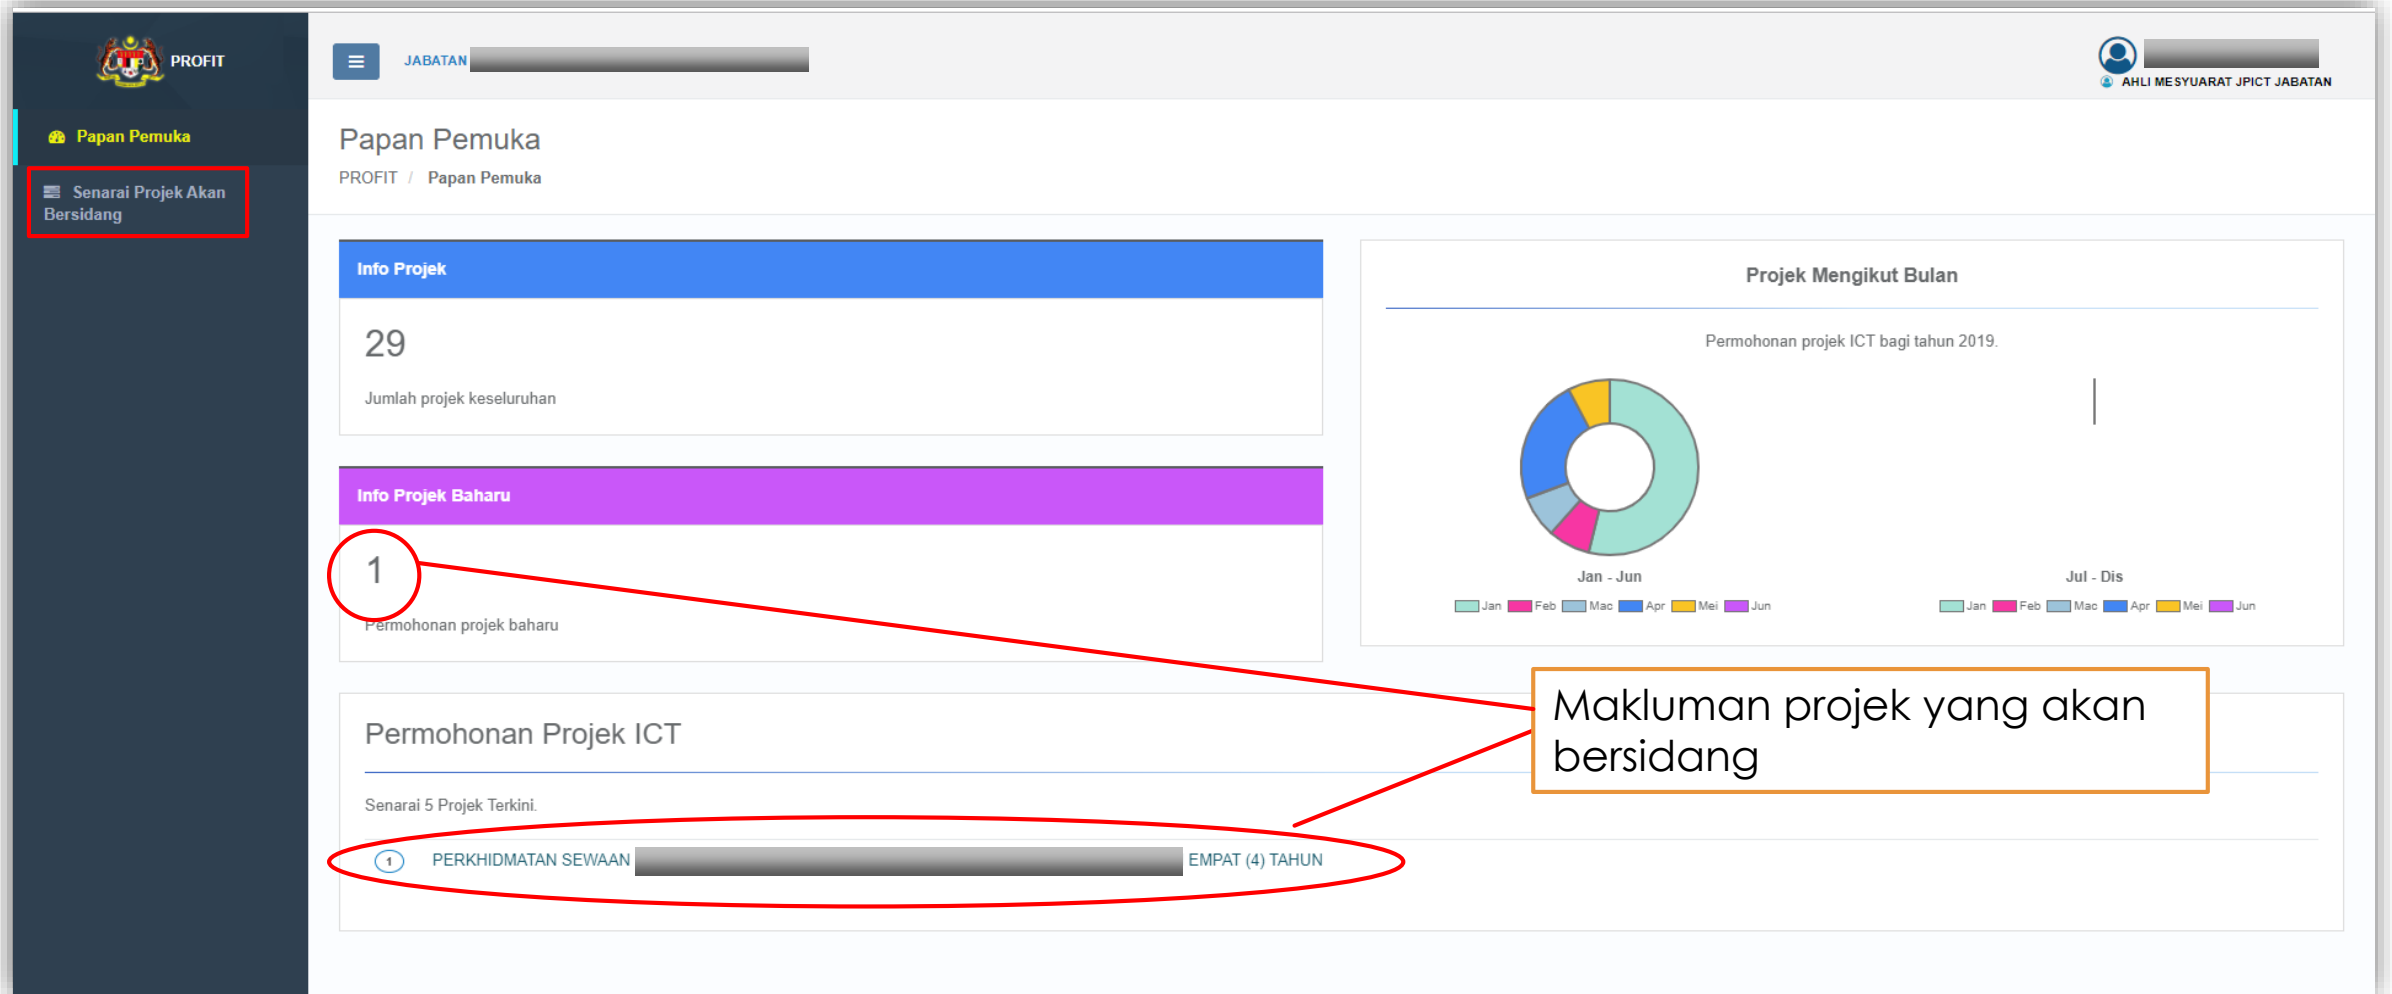 PROFIT
JABATAN
AHLI MESYUARAT JPICT JABATAN
Papan Pemuka
Senarai Projek Akan
Bersidang
Papan Pemuka
PROFIT / Papan Pemuka
Info Projek
29
Jumlah projek keseluruhan
Info Projek Baharu
1
Permohonan projek baharu
Projek Mengikut Bulan
Permohonan projek ICT bagi tahun 2019.
Jan - Jun
Jan Feb Mac Apr Mei Jun
Jul - Dis
Jan Feb Mac Apr Mei Jun
Makluman projek yang akan
bersidang
Permohonan Projek ICT
Senarai 5 Projek Terkini.
1 PERKHIDMATAN SEWAAN EMPAT (4) TAHUN